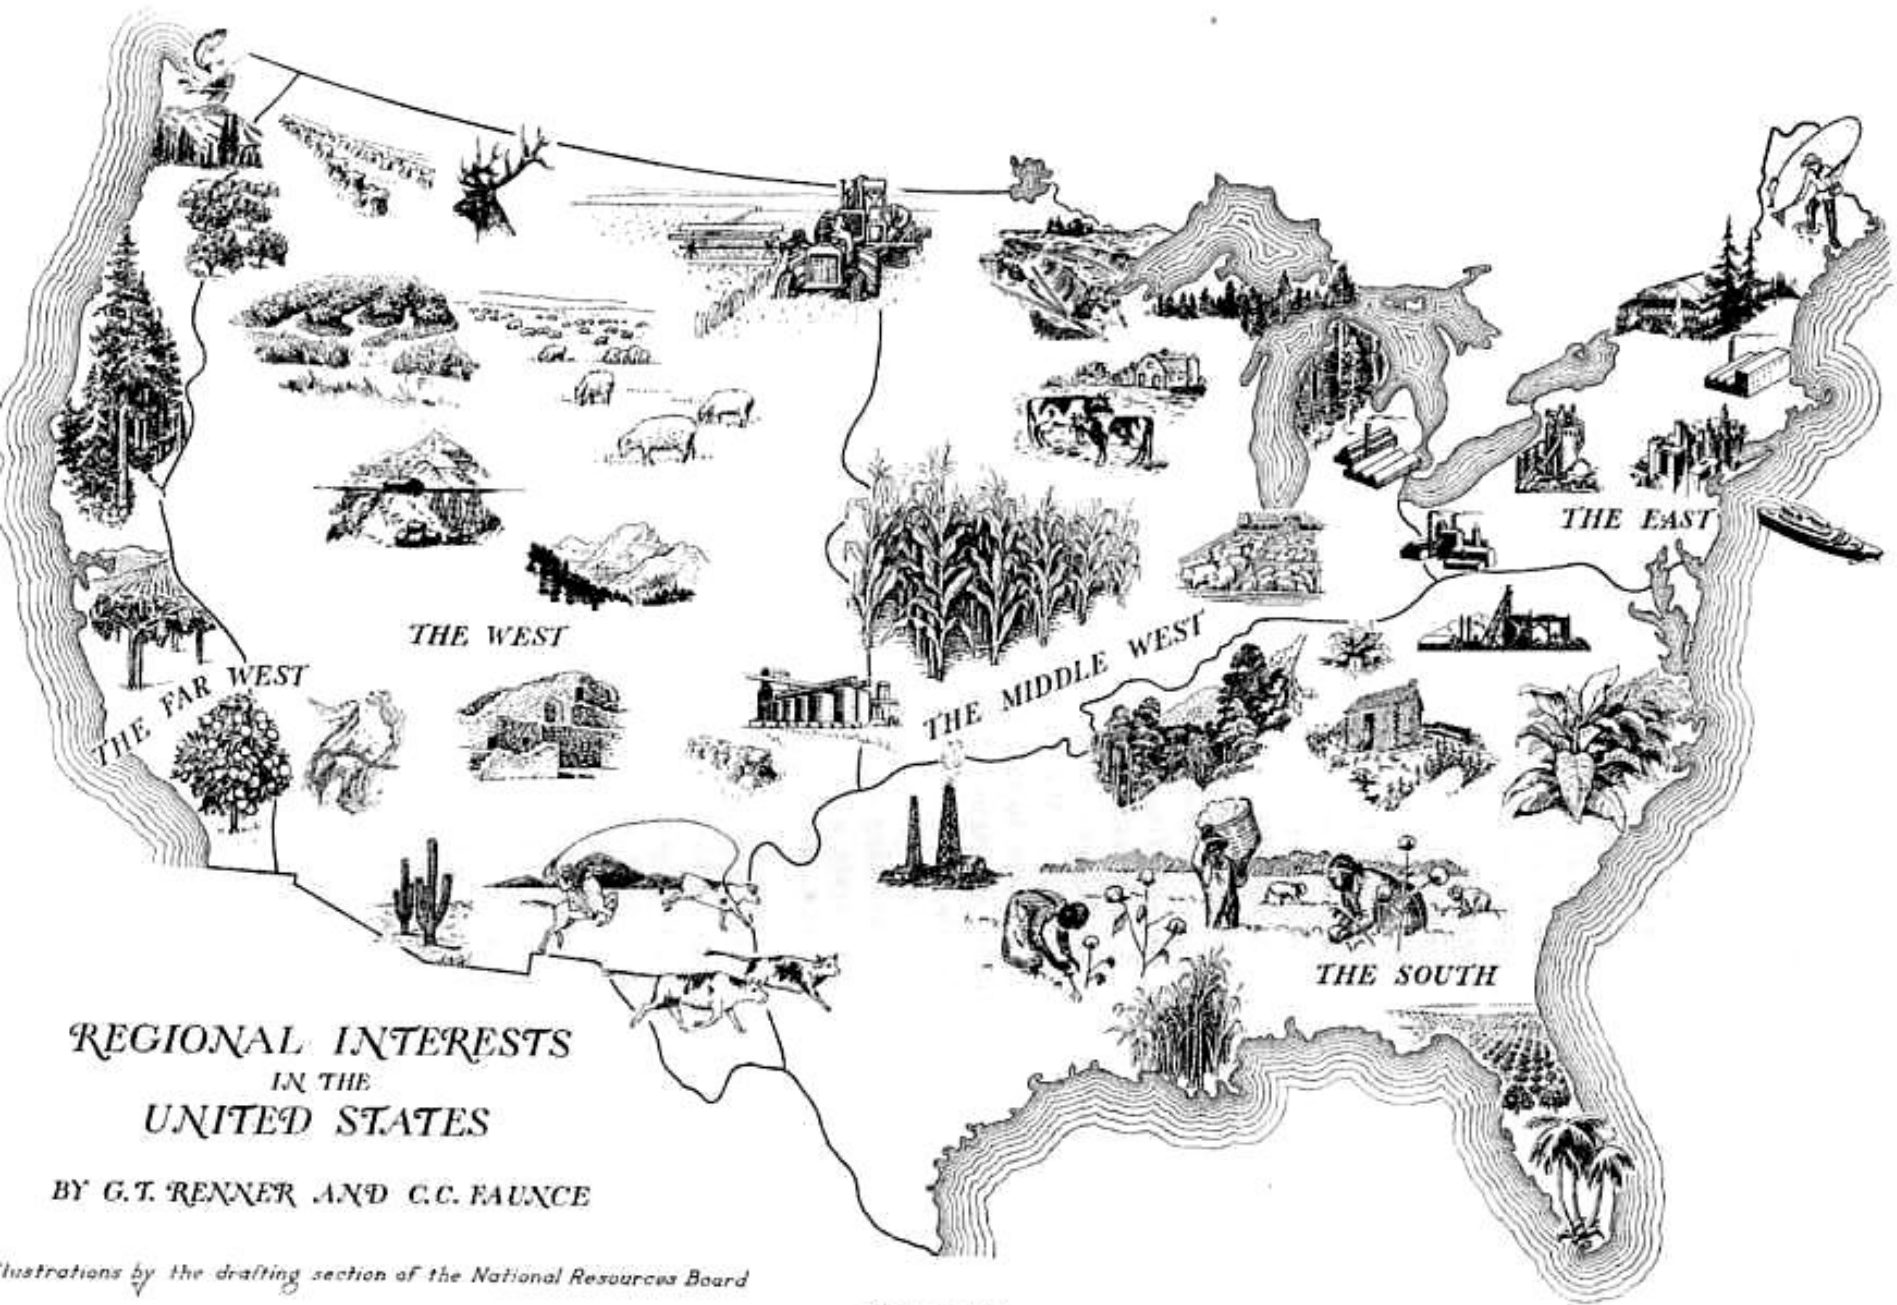 THE EAST
THE WEST
THE FAR WEST
THE MIDDLE WEST
THE SOUTH
REGIONAL INTERESTS
IN THE
UNITED STATES
BY G.T. RENNER AND C.C. FAUNCE
llustrations by the drafting section of the National Resources Board